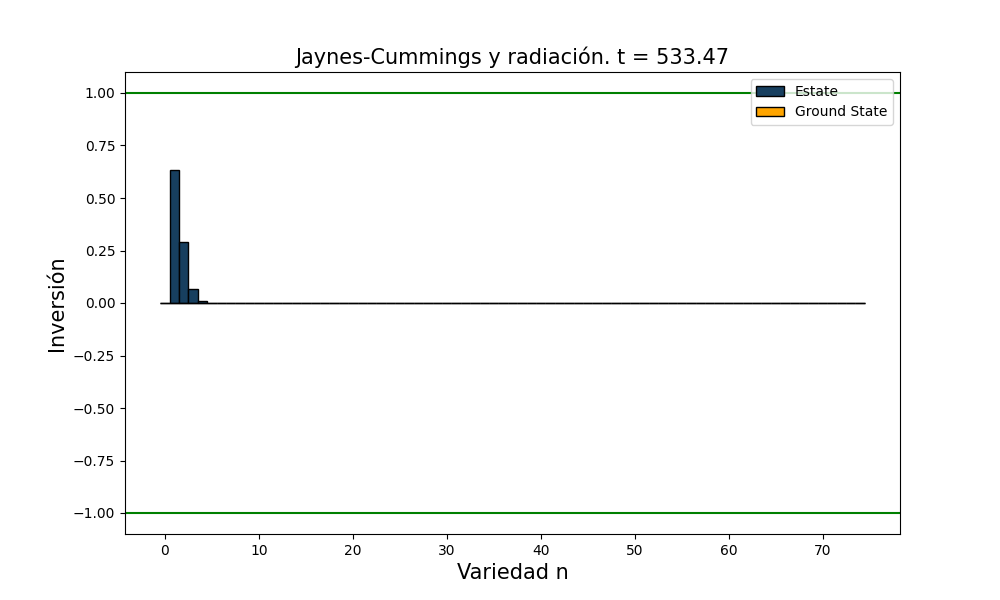 Jaynes-Cummings y radiación. t = 533.47
Estate
Ground State
1.00
0.75
0.50
0.25
0.00
−0.25
−0.50
−0.75
−1.00
Inversión
0 10 20 30 40 50 60 70
Variedad n